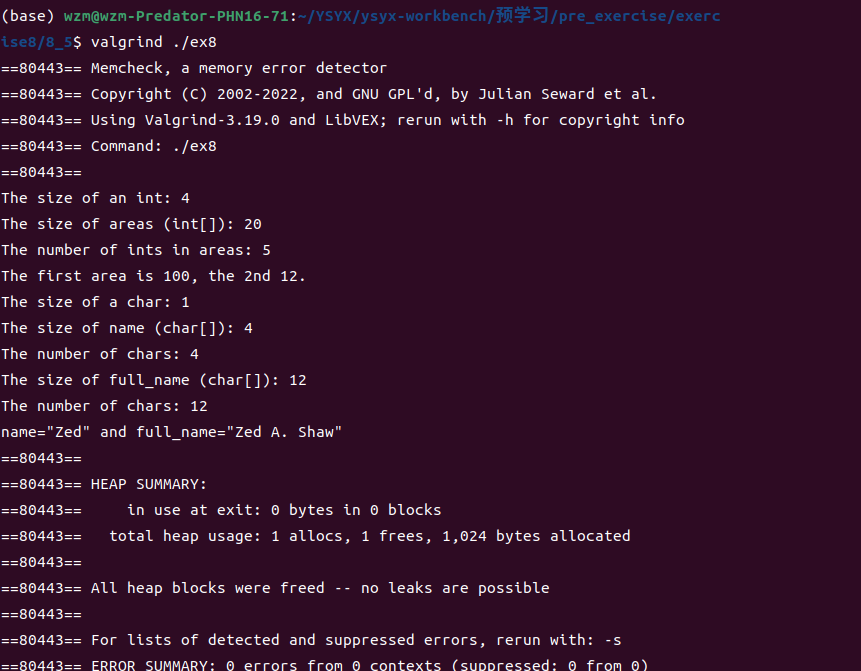 (base) wzm@wzm-Predator-PHN16-71:~/YSYX/ysyx-workbench/预学习/pre_exercise/exerc
ise8/8_5$ valgrind ./ex8
==80443== Memcheck, a memory error detector
==80443== Copyright (C) 2002-2022, and GNU GPL'd, by Julian Seward et al.
==80443== Using Valgrind-3.19.0 and LibVEX; rerun with -h for copyright info
==80443== Command: ./ex8
==80443==
The size of an int: 4
The size of areas (int[]): 20
The number of ints in areas: 5
The first area is 100, the 2nd 12.
The size of a char: 1
The size of name (char[]): 4
The number of chars: 4
The size of full_name (char[]): 12
The number of chars: 12
name="Zed" and full_name="Zed A. Shaw"
==80443==
==80443== HEAP SUMMARY:
==80443==     in use at exit: 0 bytes in 0 blocks
==80443==   total heap usage: 1 allocs, 1 frees, 1,024 bytes allocated
==80443==
==80443== All heap blocks were freed -- no leaks are possible
==80443==
==80443== For lists of detected and suppressed errors, rerun with: -s
==80443== ERROR SUMMARY: 0 errors from 0 contexts (suppressed: 0 from 0)